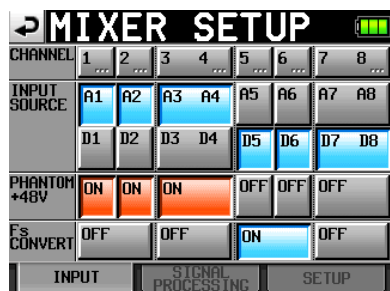 MIXER SETUP
CHANNEL 1... 2... 3 4... 5... 6... 7 8...
INPUT SOURCE A1 A2 A3 A4 A5 A6 A7 A8
D1 D2 D3 D4 D5 D6 D7 D8
PHANTOM +48V ON ON ON OFF OFF OFF
Fs CONVERT OFF OFF ON OFF
INPUT SIGNAL PROCESSING SETUP